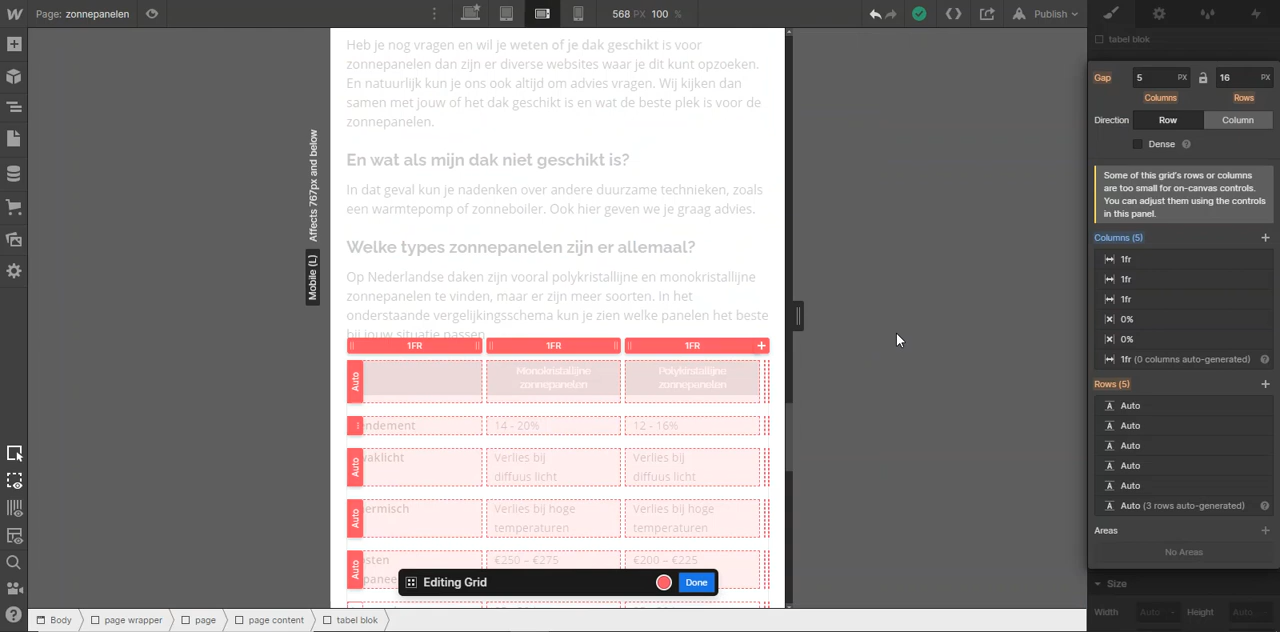 Page: zonnepanelen
568 PX 100 %
Publish
Affects 767px and below
Mobile (L)
Heb je nog vragen en wil je weten of je dak geschikt is voor
zonnepanelen dan zijn er diverse websites waar je dit kunt opzoeken.
En natuurlijk kun je ons ook altijd om advies vragen. Wij kijken dan
samen met jouw of het dak geschikt is en wat de beste plek is voor de
zonnepanelen.
En wat als mijn dak niet geschikt is?
In dat geval kun je nadenken over andere duurzame technieken, zoals
een warmtepomp of zonneboiler. Ook hier geven we je graag advies.
Welke types zonnepanelen zijn er allemaal?
Op Nederlandse daken zijn vooral polykristallijne en monokristallijne
zonnepanelen te vinden, maar er zijn meer soorten. In het
onderstaande vergelijkingsschema kun je zien welke panelen het beste
bij jouw situatie passen
1FR 1FR 1FR
Auto
Monokristallijne
zonnepanelen
Polykristallijne
zonnepanelen
ndement 14 - 20% 12 - 16%
Auto
waklicht Verlies bij
diffuus licht
Verlies bij
diffuus licht
Auto
ermisch Verlies bij hoge
temperaturen
Verlies bij hoge
temperaturen
Auto
sten €250 – €275 €200 – €225
panee
Editing Grid Done
Body page wrapper page page content tabel blok
tabel blok
Gap 5 PX 16 PX
Columns Rows
Direction Row Column
Dense
Some of this grid's rows or columns
are too small for on-canvas controls.
You can adjust them using the controls
in this panel.
Columns (5)
1fr
1fr
1fr
0%
0%
1fr (0 columns auto-generated)
Rows (5)
Auto
Auto
Auto
Auto
Auto
Auto (3 rows auto-generated)
Areas
No Areas
Size
Width Auto Height Auto